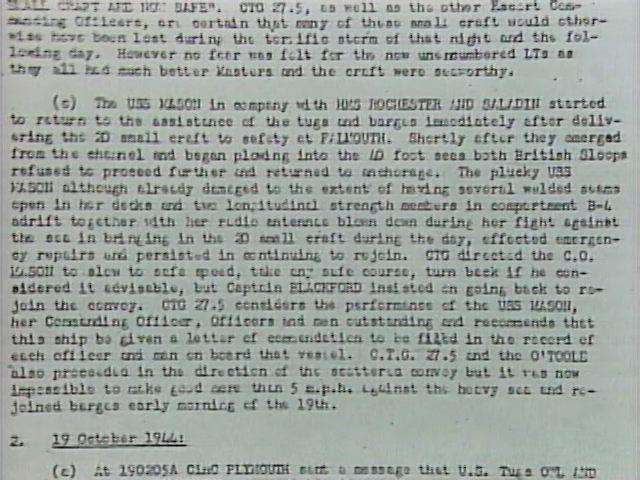 SMALL CRAFT ARE NOT SAFE". CTG 27.5, as well as the other Escort Com-
manding Officers, are certain that many of these small craft would other-
wise have been lost during the terrific storm of that night and the fol-
lowing day. However no fear was felt for the now unencumbered LTs as
they all had much better Masters and the craft were seaworthy.
(c) The USS MASON in company with HMS ROCHESTER AND SALADIN started
to return to the assistance of the tugs and barges immediately after deliv-
ering the 20 small craft to safety at FALMOUTH. Shortly after they emerged
from the channel and began plowing into the 40 foot seas both British Sloops
refused to proceed further and returned to anchorage. The plucky USS
MASON although already damaged to the extent of having several welded seams
open in her decks and two longitudinal strength members in compartment B-4
adrift together with her radio antennae blown down during her fight against
the sea in bringing in the 20 small craft during the day, effected emergen-
cy repairs and persisted in continuing to rejoin. CTG directed the C.O.
MASON to slow to safe speed, take any safe course, turn back if he con-
sidered it advisable, but Captain BLACKFORD insisted on going back to re-
join the convoy. CTG 27.5 considers the performance of the USS MASON,
her Commanding Officer, Officers and men outstanding and recommends that
this ship be given a letter of commendation to be filed in the record of
each officer and man on board that vessel. C.T.G. 27.5 and the O'TOOLE
also proceeded in the direction of the scattered convoy but it was now
impossible to make good more than 5 m.p.h. against the heavy sea and re-
joined barges early morning of the 19th.
2. 19 October 1944:
(a) At 190205A CinC PLYMOUTH sent a message that U.S. Tugs OWL AND